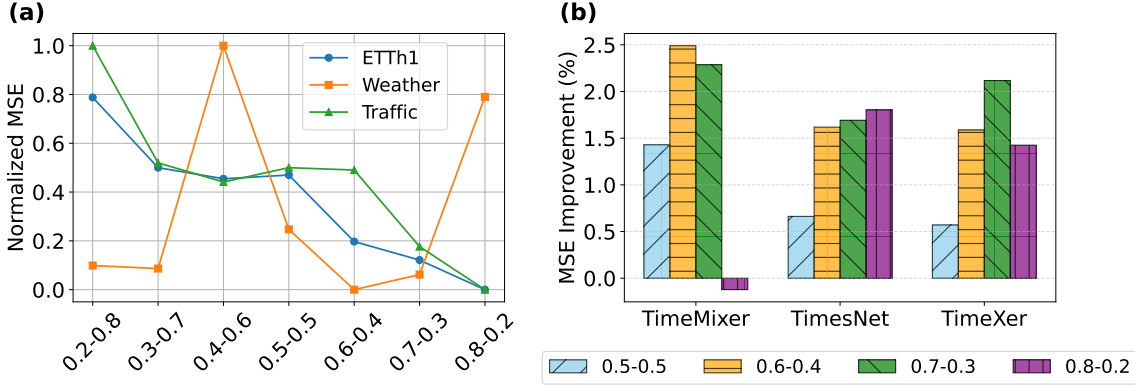 (a)
Normalized MSE
1.0
0.8
0.6
0.4
0.2
0.0
ETTh1
Weather
Traffic
0.2-0.8
0.3-0.7
0.4-0.6
0.5-0.5
0.6-0.4
0.7-0.3
0.8-0.2
(b)
MSE Improvement (%)
2.5
2.0
1.5
1.0
0.5
0.0
TimeMixer
TimesNet
TimeXer
0.5-0.5
0.6-0.4
0.7-0.3
0.8-0.2